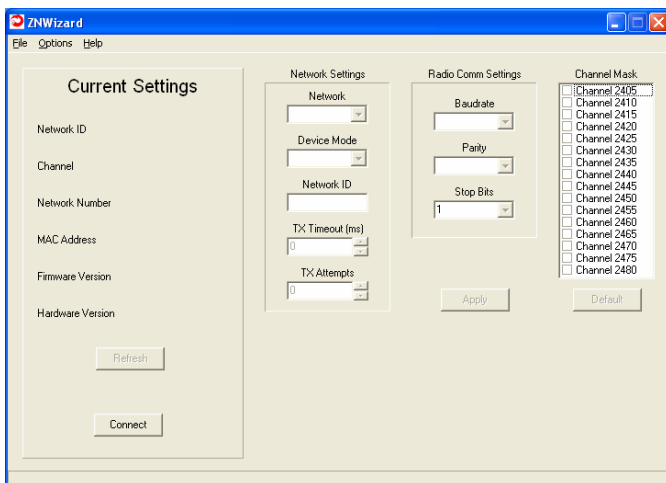 ZNWizard
File Options Help
Current Settings
Network ID
Channel
Network Number
MAC Address
Firmware Version
Hardware Version
Refresh
Connect
Network Settings
Network
Device Mode
Network ID
TX Timeout (ms)
0
TX Attempts
0
Radio Comm Settings
Baudrate
Parity
Stop Bits
1
Apply
Channel Mask
Channel 2405
Channel 2410
Channel 2415
Channel 2420
Channel 2425
Channel 2430
Channel 2435
Channel 2440
Channel 2445
Channel 2450
Channel 2455
Channel 2460
Channel 2465
Channel 2470
Channel 2475
Channel 2480
Default